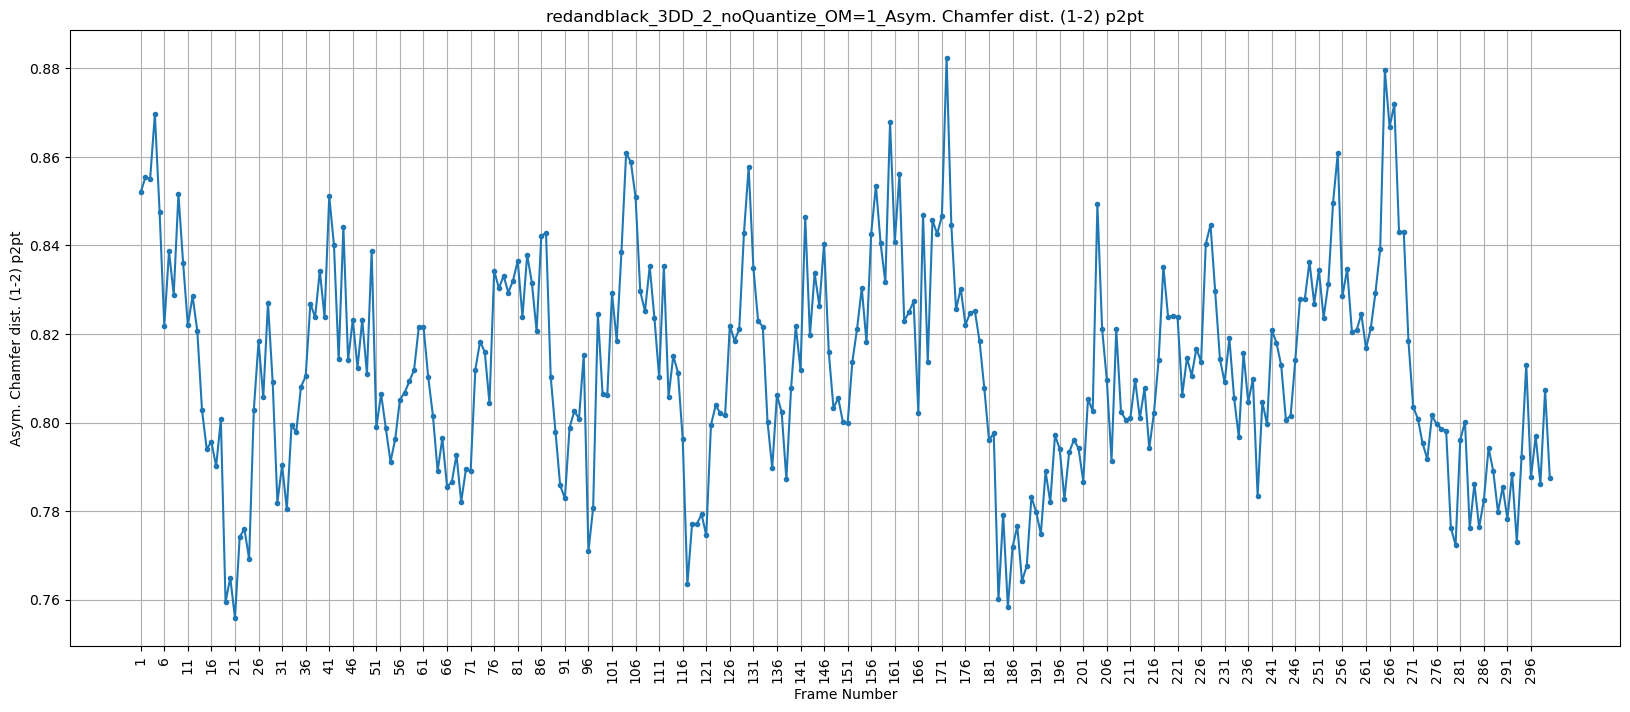 redandblack_3DD_2_noQuantize_OM=1_Asym. Chamfer dist. (1-2) p2pt
Asym. Chamfer dist. (1-2) p2pt
0.88
0.86
0.84
0.82
0.80
0.78
0.76
1 6 11 16 21 26 31 36 41 46 51 56 61 66 71 76 81 86 91 96 101 106 111 116 121 126 131 136 141 146 151 156 161 166 171 176 181 186 191 196 201 206 211 216 221 226 231 236 241 246 251 256 261 266 271 276 281 286 291 296
Frame Number